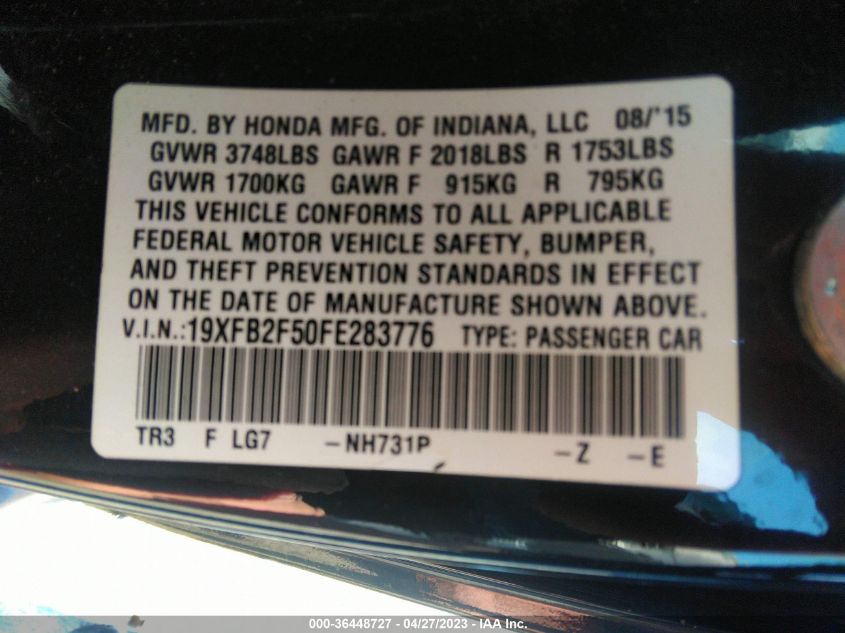 MFD. BY HONDA MFG. OF INDIANA, LLC 08/'15
GVWR 3748LBS GAWR F 2018LBS R 1753LBS
GVWR 1700KG GAWR F 915KG R 795KG
THIS VEHICLE CONFORMS TO ALL APPLICABLE
FEDERAL MOTOR VEHICLE SAFETY, BUMPER,
AND THEFT PREVENTION STANDARDS IN EFFECT
ON THE DATE OF MANUFACTURE SHOWN ABOVE.
V.I.N.:19XFB2F50FE283776 TYPE: PASSENGER CAR
TR3 F LG7 -NH731P -Z -E
000-36448727 - 04/27/2023 - IAA Inc.